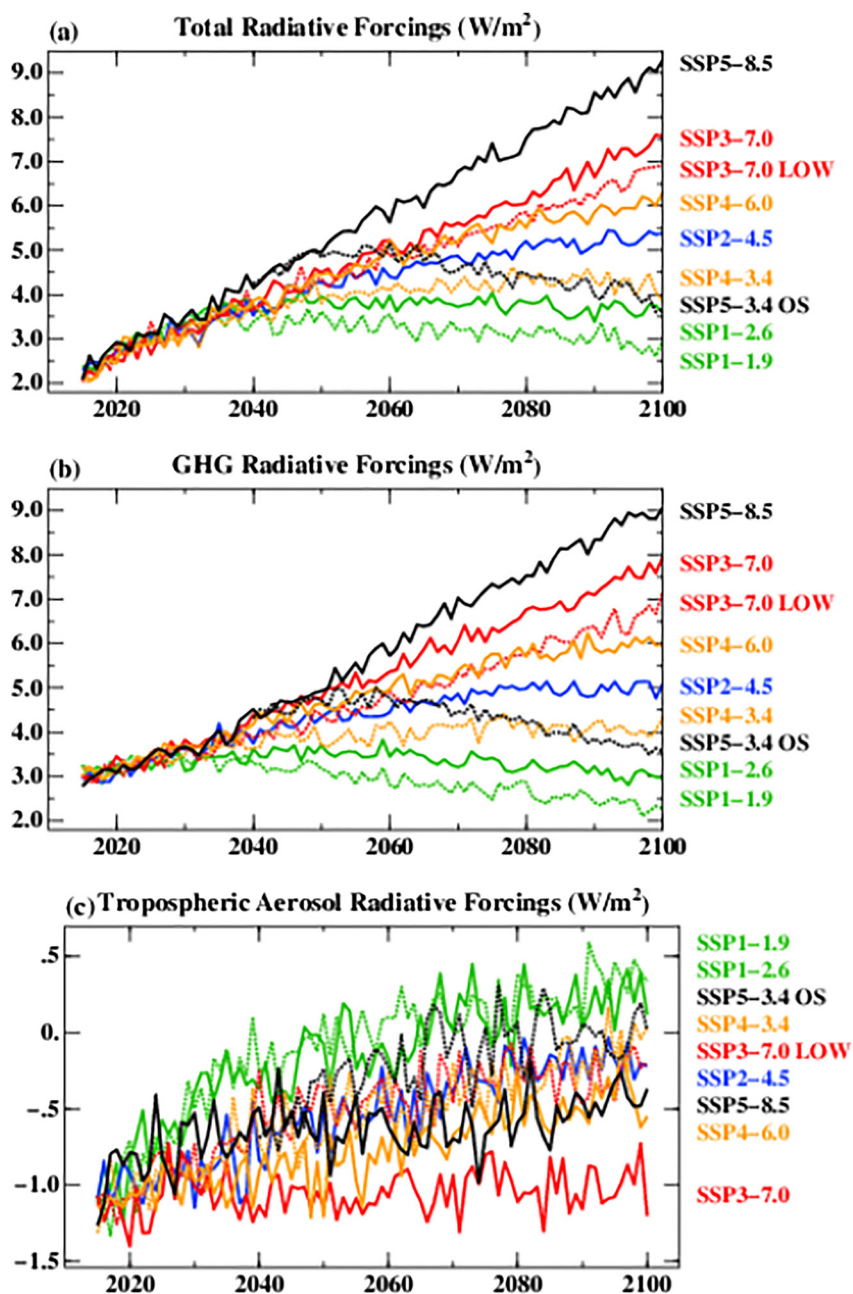 (a) Total Radiative Forcings (W/m²)
9.0
8.0
7.0
6.0
5.0
4.0
3.0
2.0
2020 2040 2060 2080 2100
SSP5–8.5
SSP3–7.0
SSP3–7.0 LOW
SSP4–6.0
SSP2–4.5
SSP4–3.4
SSP5–3.4 OS
SSP1–2.6
SSP1–1.9
(b) GHG Radiative Forcings (W/m²)
9.0
8.0
7.0
6.0
5.0
4.0
3.0
2.0
2020 2040 2060 2080 2100
SSP5–8.5
SSP3–7.0
SSP3–7.0 LOW
SSP4–6.0
SSP2–4.5
SSP4–3.4
SSP5–3.4 OS
SSP1–2.6
SSP1–1.9
(c) Tropospheric Aerosol Radiative Forcings (W/m²)
.5
0.
–.5
–1.0
–1.5
2020 2040 2060 2080 2100
SSP1–1.9
SSP1–2.6
SSP5–3.4 OS
SSP4–3.4
SSP3–7.0 LOW
SSP2–4.5
SSP5–8.5
SSP4–6.0
SSP3–7.0